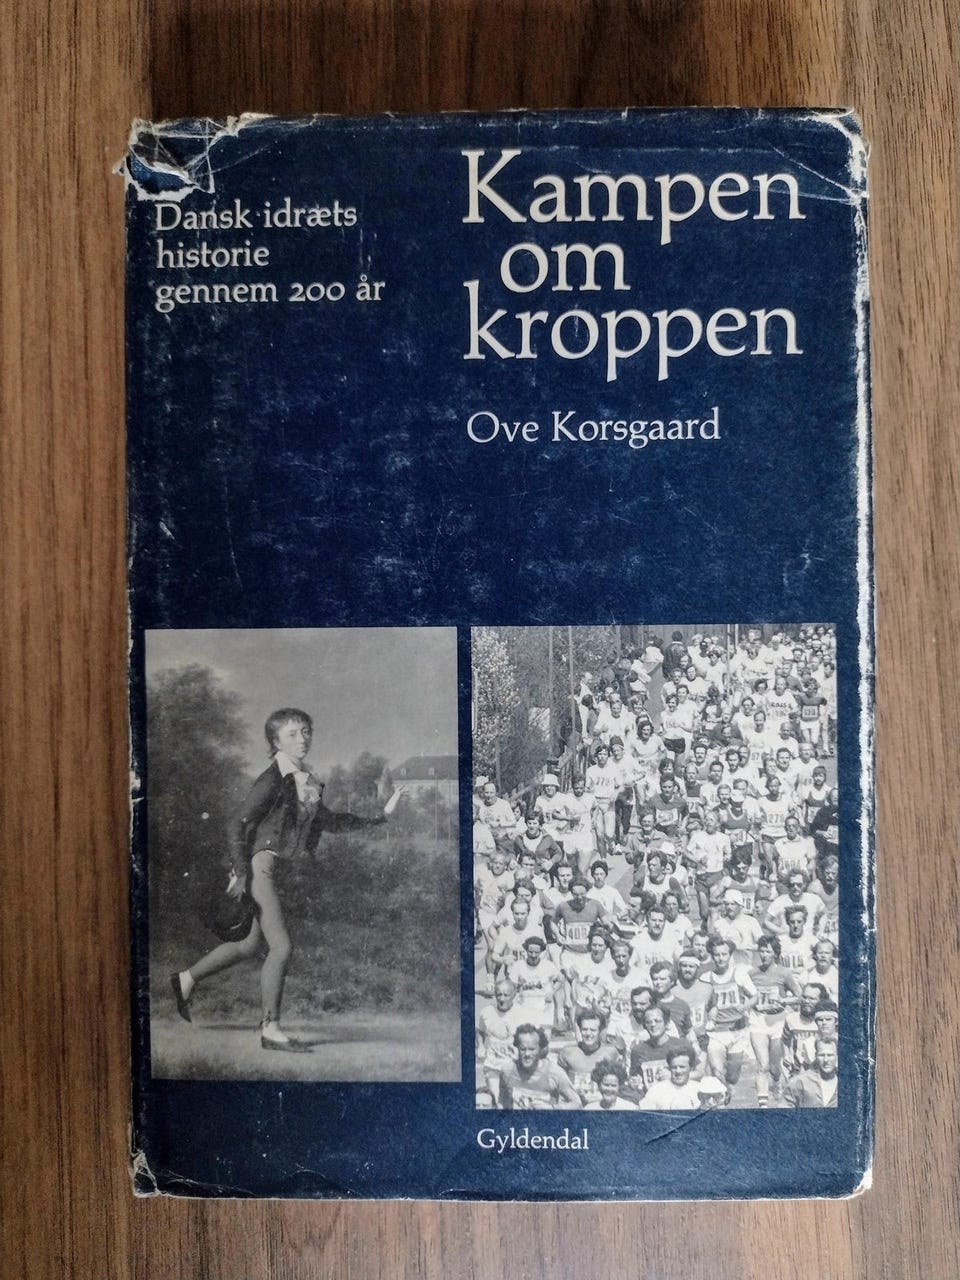 Dansk idræts
historie
gennem 200 år
Kampen
om
kroppen
Ove Korsgaard
Gyldendal